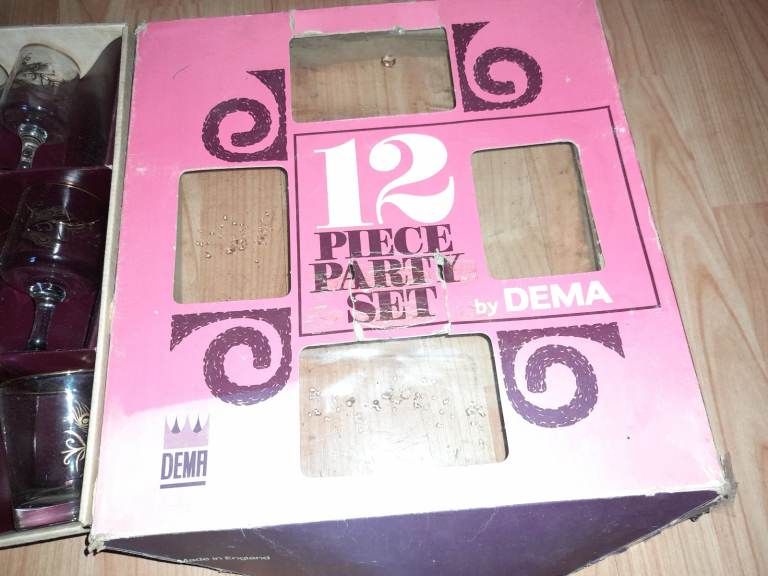 12
PIECE
PARTY
SET
by DEMA
DEMA
Made in England